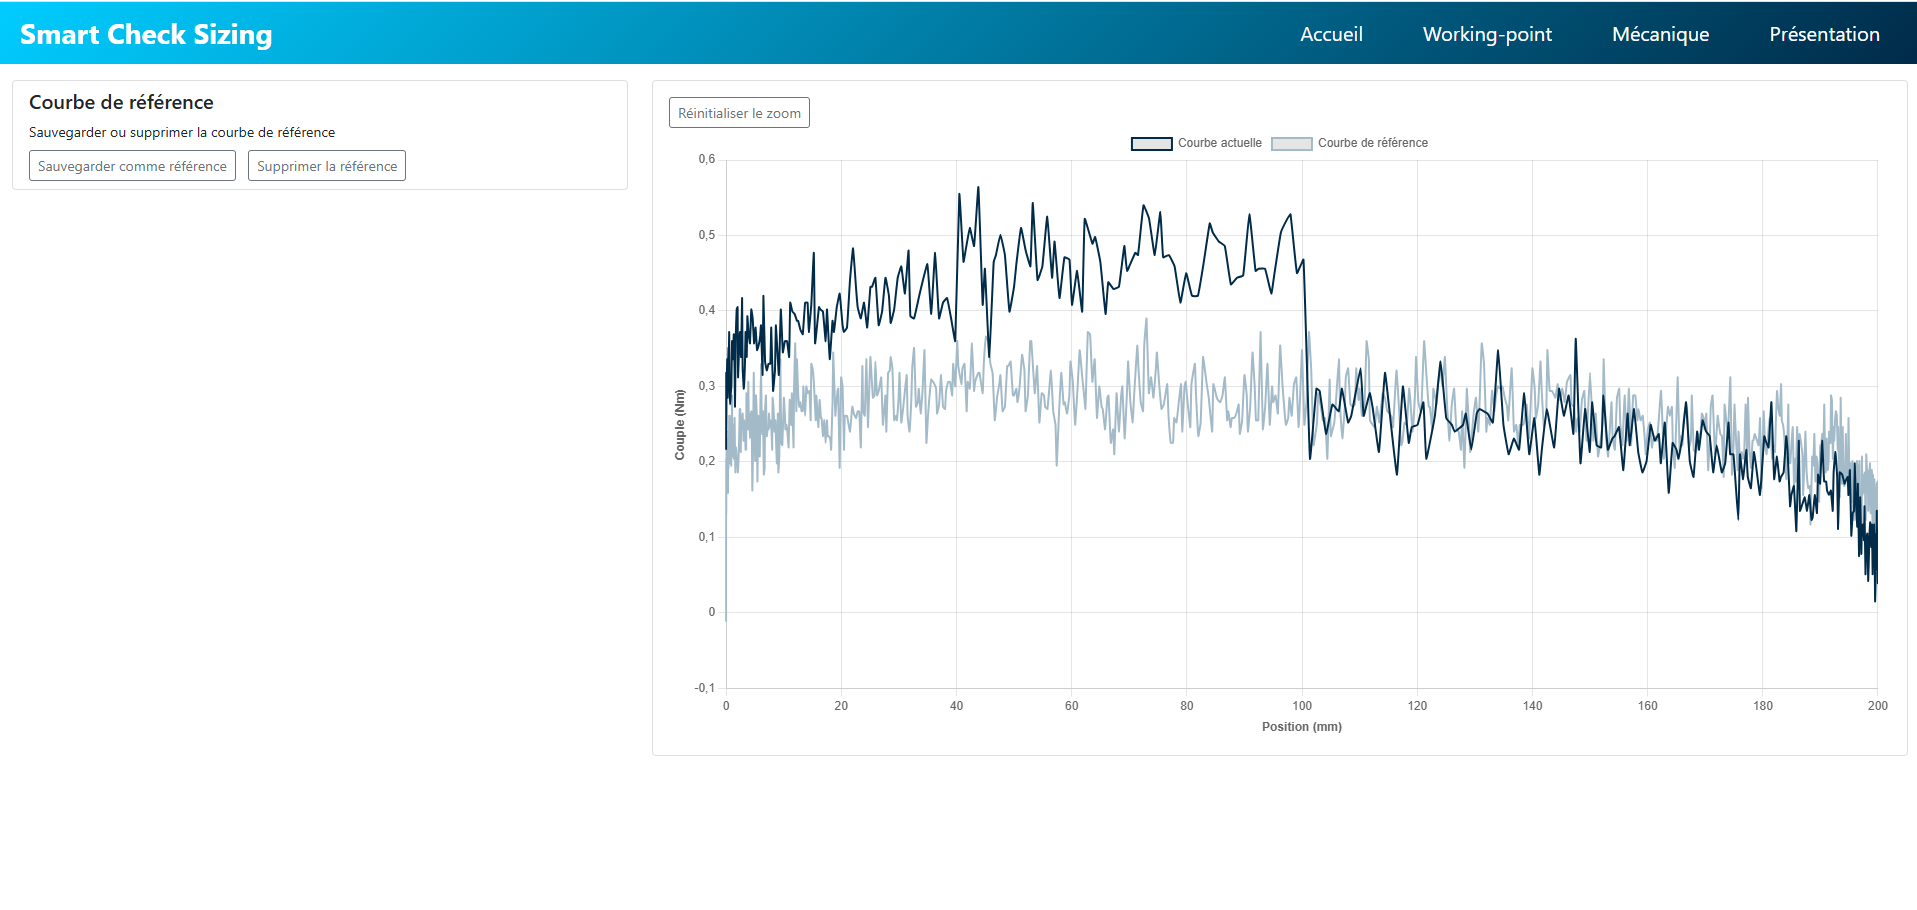 Smart Check Sizing
Accueil Working-point Mécanique Présentation
Courbe de référence
Sauvegarder ou supprimer la courbe de référence
Sauvegarder comme référence Supprimer la référence
Réinitialiser le zoom
Courbe actuelle Courbe de référence
0,6
0,5
0,4
0,3
0,2
0,1
0
-0,1
Couple (Nm)
0 20 40 60 80 100 120 140 160 180 200
Position (mm)